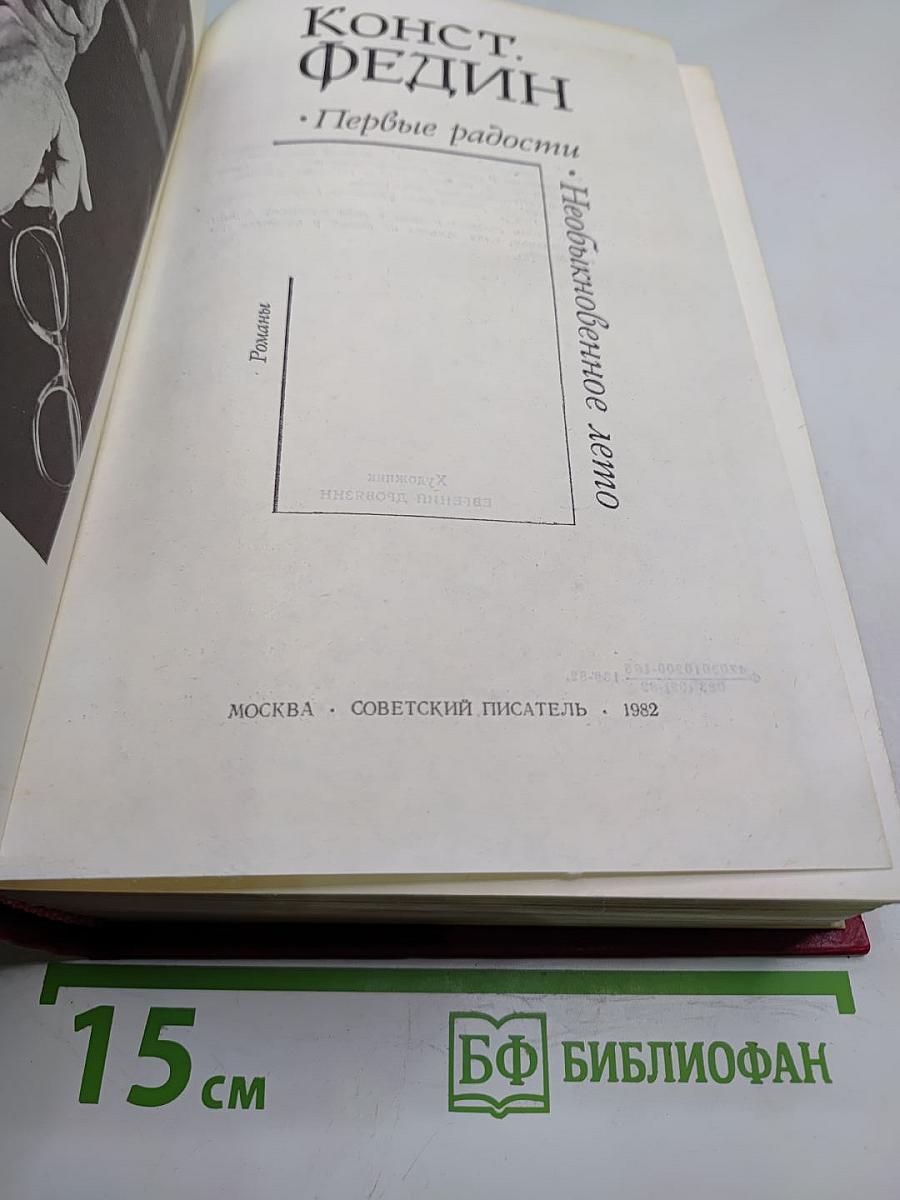 КОНСТ.
ФЕДИН
• Первые радости
• Необыкновенное лето
Романы
Художник
ЕВГЕНИЙ ДРОБЯЗИН
МОСКВА • СОВЕТСКИЙ ПИСАТЕЛЬ • 1982
15 см
БФ БИБЛИОФАН